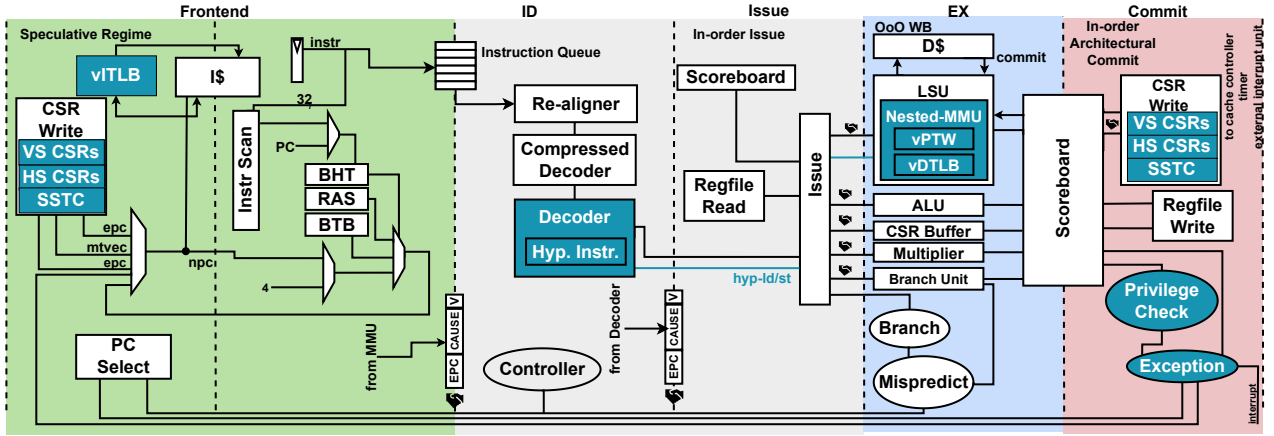 Frontend
ID
Issue
EX
Commit
Speculative Regime
vITLB
I$
instr
32
CSR
Write
VS CSRs
HS CSRs
SSTC
Instr Scan
PC
BHT
RAS
BTB
epc
mtvec
epc
npc
4
PC
Select
from MMU
EPC
CAUSE
V
Instruction Queue
Re-aligner
Compressed
Decoder
Decoder
Hyp. Instr.
hyp-ld/st
from Decoder
EPC
CAUSE
V
Controller
In-order Issue
Scoreboard
Regfile
Read
Issue
OoO WB
D$
commit
LSU
Nested-MMU
vPTW
vDTLB
ALU
CSR Buffer
Multiplier
Branch Unit
Branch
Mispredict
Scoreboard
In-order
Architectural
Commit
CSR
Write
VS CSRs
HS CSRs
SSTC
to cache controller
timer
external interrupt unit
Regfile
Write
Privilege
Check
Exception
interrupt